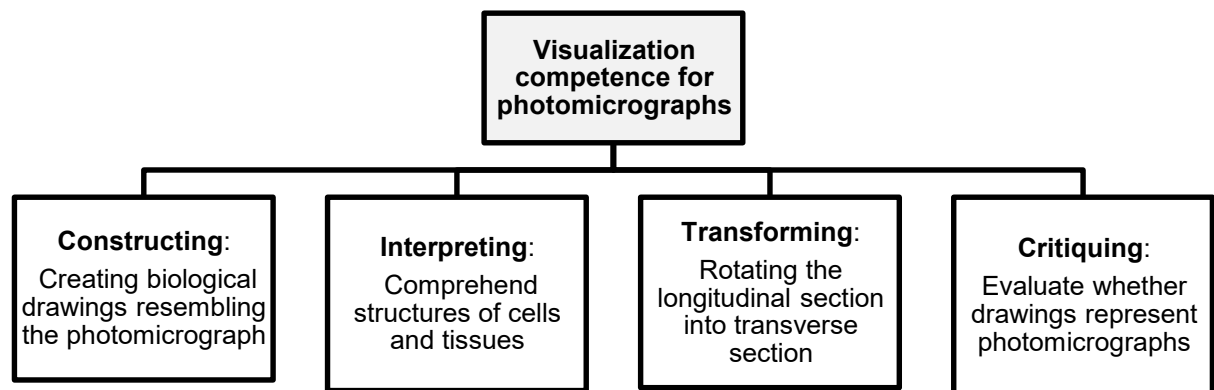 Visualization
competence for
photomicrographs
Constructing:
Creating biological
drawings resembling
the photomicrograph
Interpreting:
Comprehend
structures of cells
and tissues
Transforming:
Rotating the
longitudinal section
into transverse
section
Critiquing:
Evaluate whether
drawings represent
photomicrographs